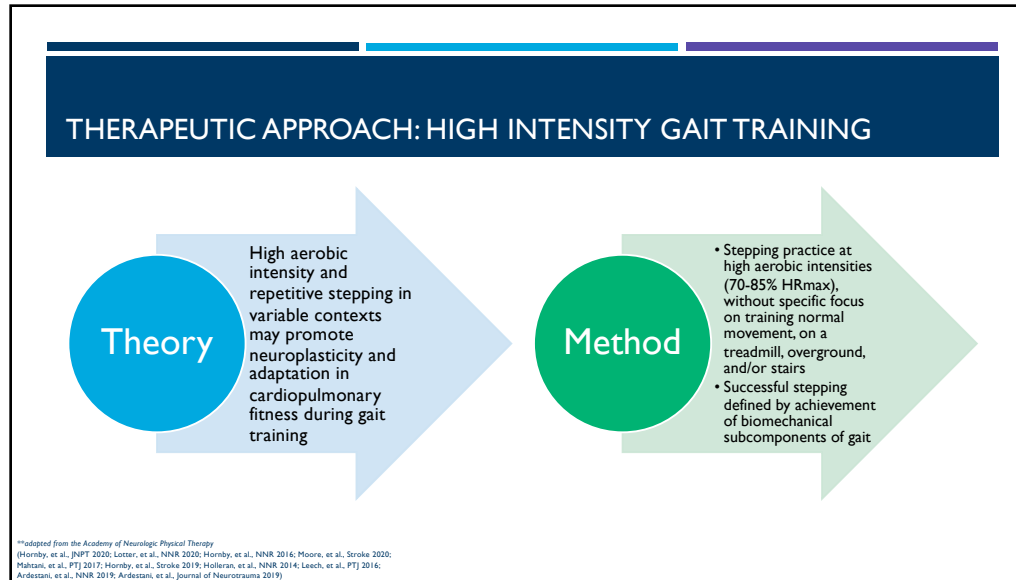 THERAPEUTIC APPROACH: HIGH INTENSITY GAIT TRAINING
Theory
High aerobic
intensity and
repetitive stepping in
variable contexts
may promote
neuroplasticity and
adaptation in
cardiopulmonary
fitness during gait
training
Method
• Stepping practice at
high aerobic intensities
(70-85% HRmax),
without specific focus
on training normal
movement, on a
treadmill, overground,
and/or stairs
• Successful stepping
defined by achievement
of biomechanical
subcomponents of gait
**adapted from the Academy of Neurologic Physical Therapy
(Hornby, et al., JNPT 2020; Lotter, et al., NNR 2020; Hornby, et al., NNR 2016; Moore, et al., Stroke 2020;
Mahtani, et al., PTJ 2017; Hornby, et al., Stroke 2019; Holleran, et al., NNR 2014; Leech, et al., PTJ 2016;
Ardestani, et al., NNR 2019; Ardestani, et al., Journal of Neurotrauma 2019)